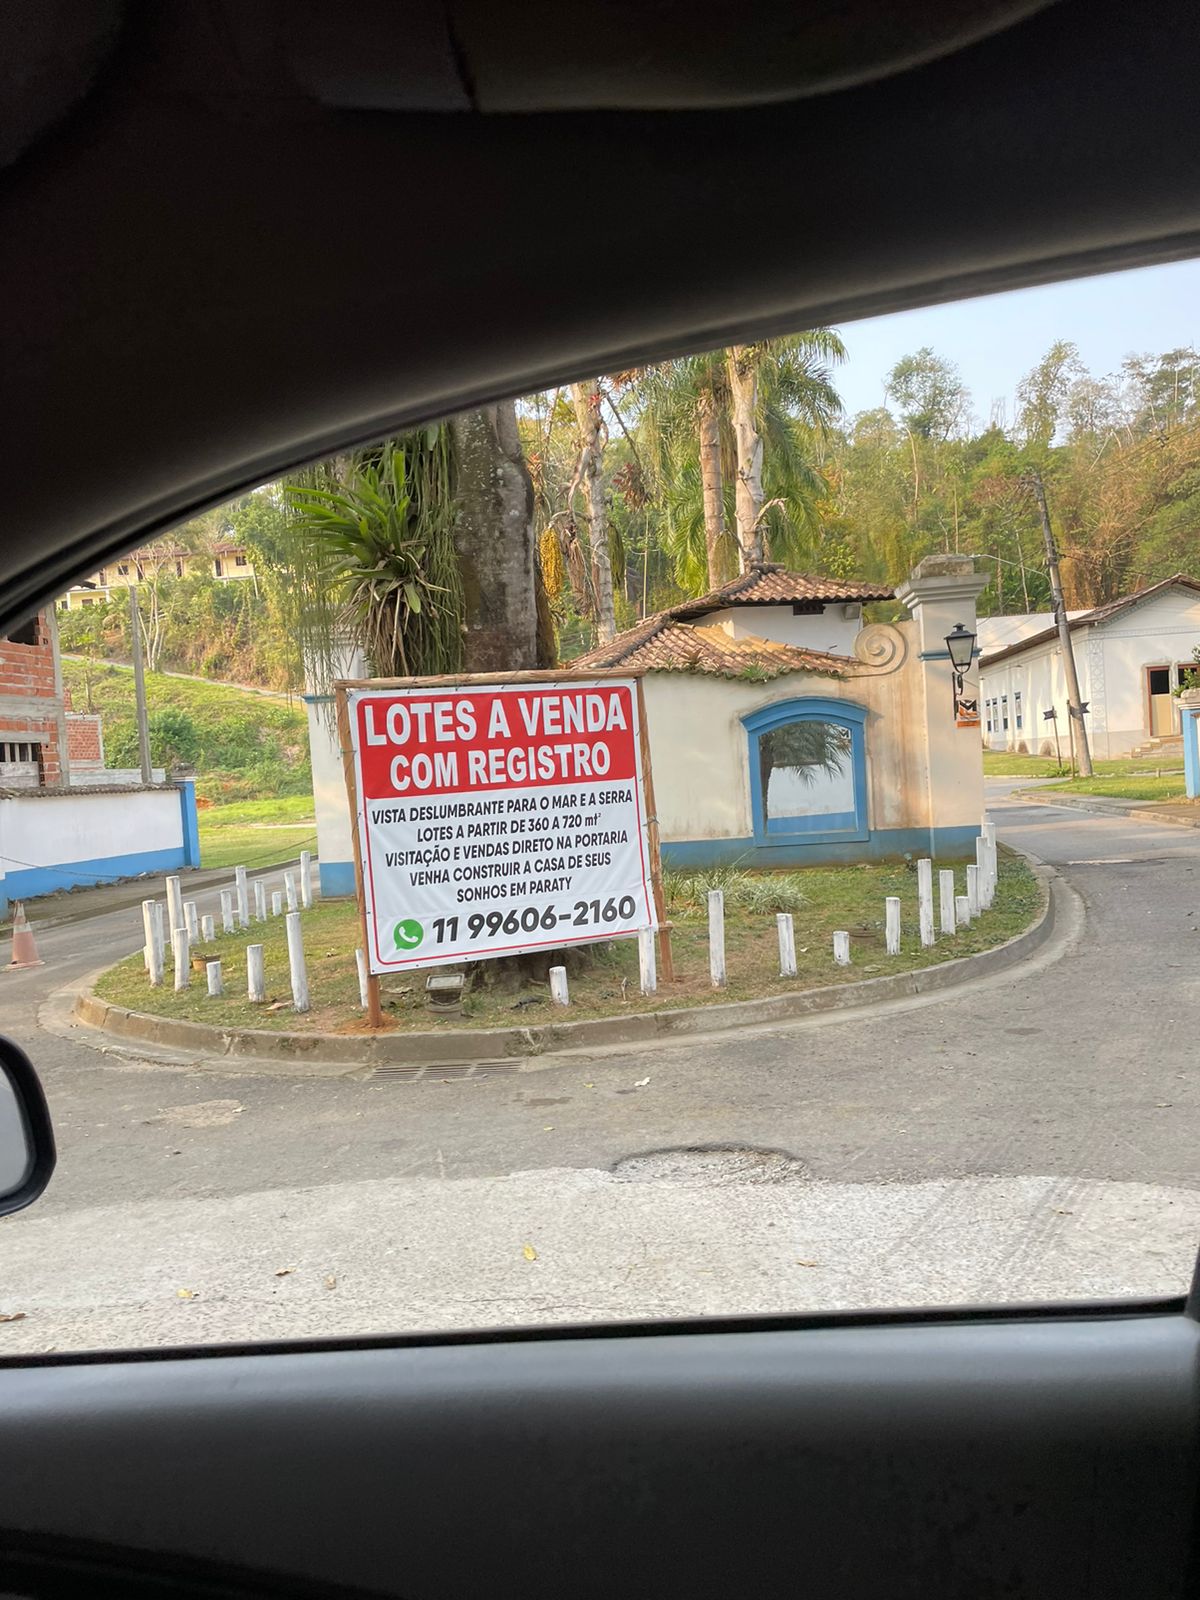 LOTES A VENDA
COM REGISTRO
VISTA DESLUMBRANTE PARA O MAR E A SERRA
LOTES A PARTIR DE 360 A 720 mt²
VISITAÇÃO E VENDAS DIRETO NA PORTARIA
VENHA CONSTRUIR A CASA DE SEUS
SONHOS EM PARATY
11 99606-2160